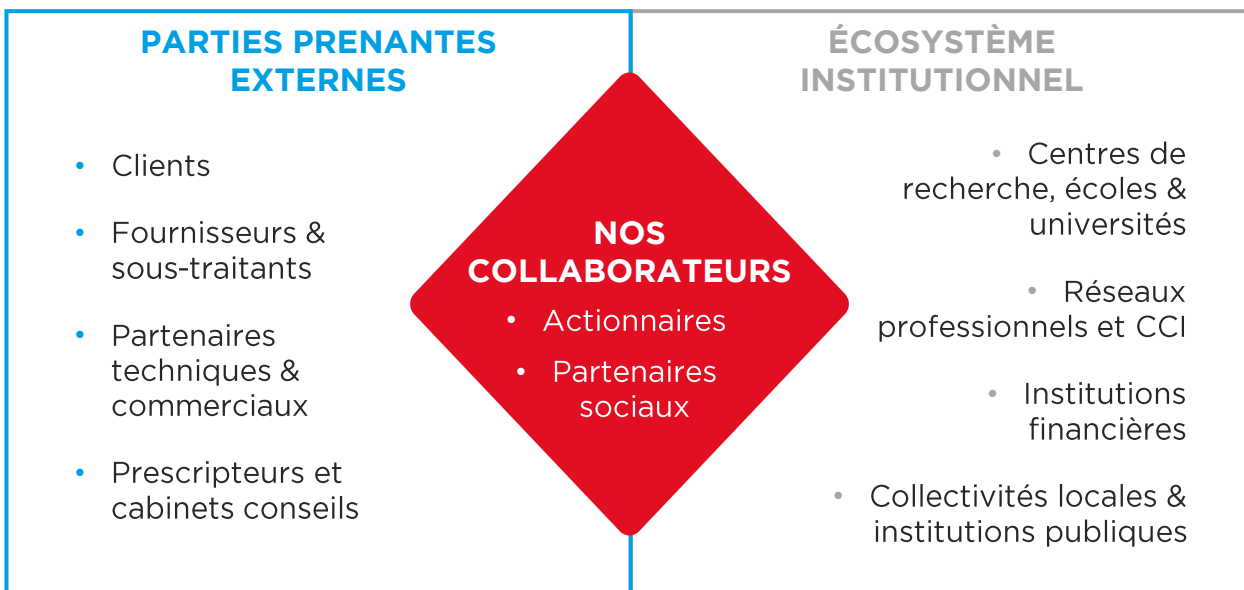 PARTIES PRENANTES
EXTERNES
• Clients
• Fournisseurs &
sous-traitants
• Partenaires
techniques &
commerciaux
• Prescripteurs et
cabinets conseils
NOS
COLLABORATEURS
• Actionnaires
• Partenaires
sociaux
ÉCOSYSTÈME
INSTITUTIONNEL
• Centres de
recherche, écoles &
universités
• Réseaux
professionnels et CCI
• Institutions
financières
• Collectivités locales &
institutions publiques